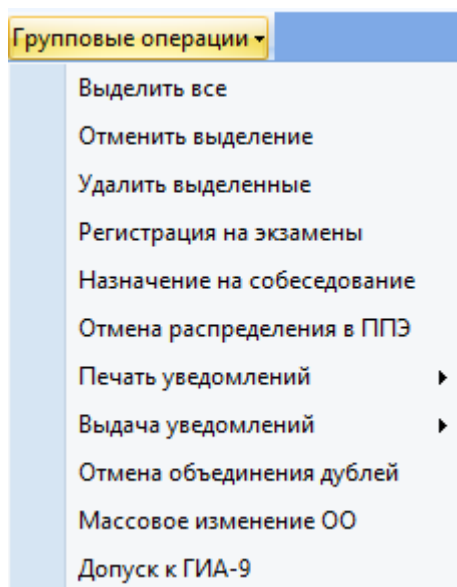 Групповые операции
Выделить все
Отменить выделение
Удалить выделенные
Регистрация на экзамены
Назначение на собеседование
Отмена распределения в ППЭ
Печать уведомлений
Выдача уведомлений
Отмена объединения дублей
Массовое изменение ОО
Допуск к ГИА-9